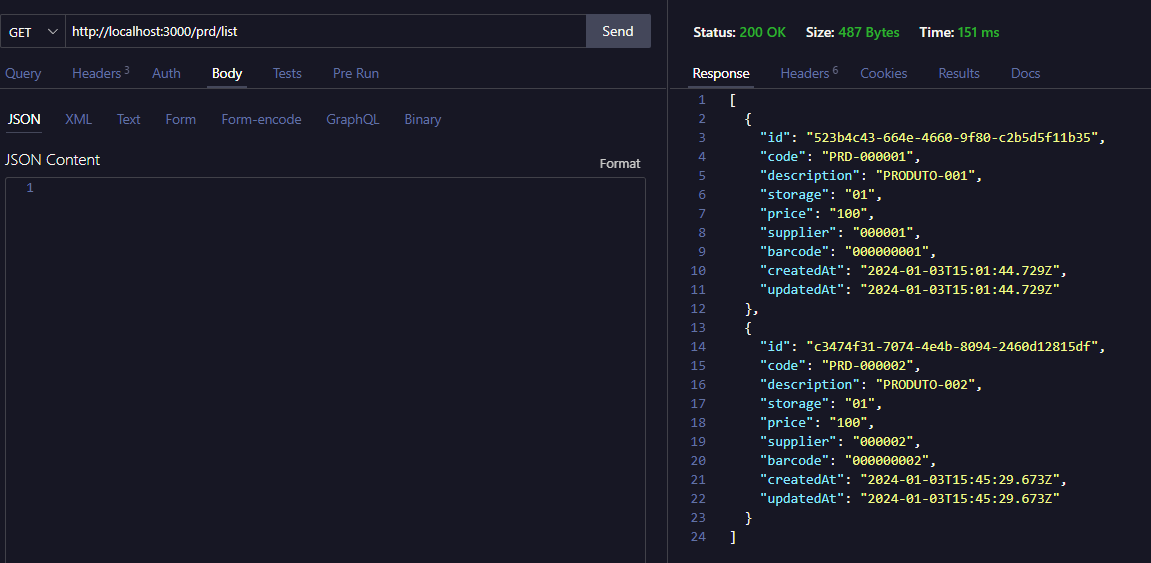 GET http://localhost:3000/prd/list Send
Query Headers 3 Auth Body Tests Pre Run
JSON XML Text Form Form-encode GraphQL Binary
JSON Content Format
1
Status: 200 OK Size: 487 Bytes Time: 151 ms
Response Headers 6 Cookies Results Docs
1 [
2 {
3 "id": "523b4c43-664e-4660-9f80-c2b5d5f11b35",
4 "code": "PRD-000001",
5 "description": "PRODUTO-001",
6 "storage": "01",
7 "price": "100",
8 "supplier": "000001",
9 "barcode": "000000001",
10 "createdAt": "2024-01-03T15:01:44.729Z",
11 "updatedAt": "2024-01-03T15:01:44.729Z"
12 },
13 {
14 "id": "c3474f31-7074-4e4b-8094-2460d12815df",
15 "code": "PRD-000002",
16 "description": "PRODUTO-002",
17 "storage": "01",
18 "price": "100",
19 "supplier": "000002",
20 "barcode": "000000002",
21 "createdAt": "2024-01-03T15:45:29.673Z",
22 "updatedAt": "2024-01-03T15:45:29.673Z"
23 }
24 ]